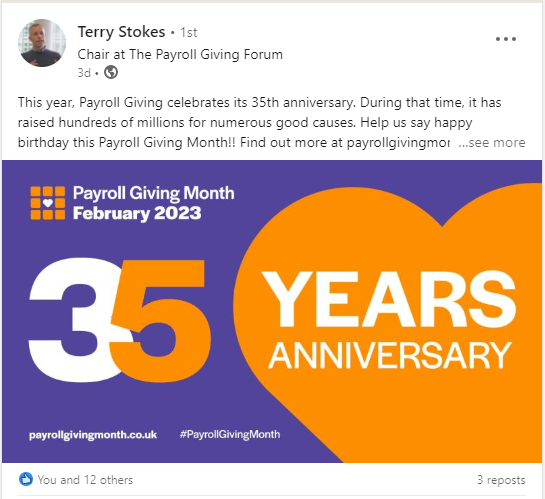 Terry Stokes • 1st
Chair at The Payroll Giving Forum
3d •
This year, Payroll Giving celebrates its 35th anniversary. During that time, it has
raised hundreds of millions for numerous good causes. Help us say happy
birthday this Payroll Giving Month!! Find out more at payrollgivingmor ...see more
Payroll Giving Month
February 2023
35 YEARS
ANNIVERSARY
payrollgivingmonth.co.uk #PayrollGivingMonth
You and 12 others 3 reposts